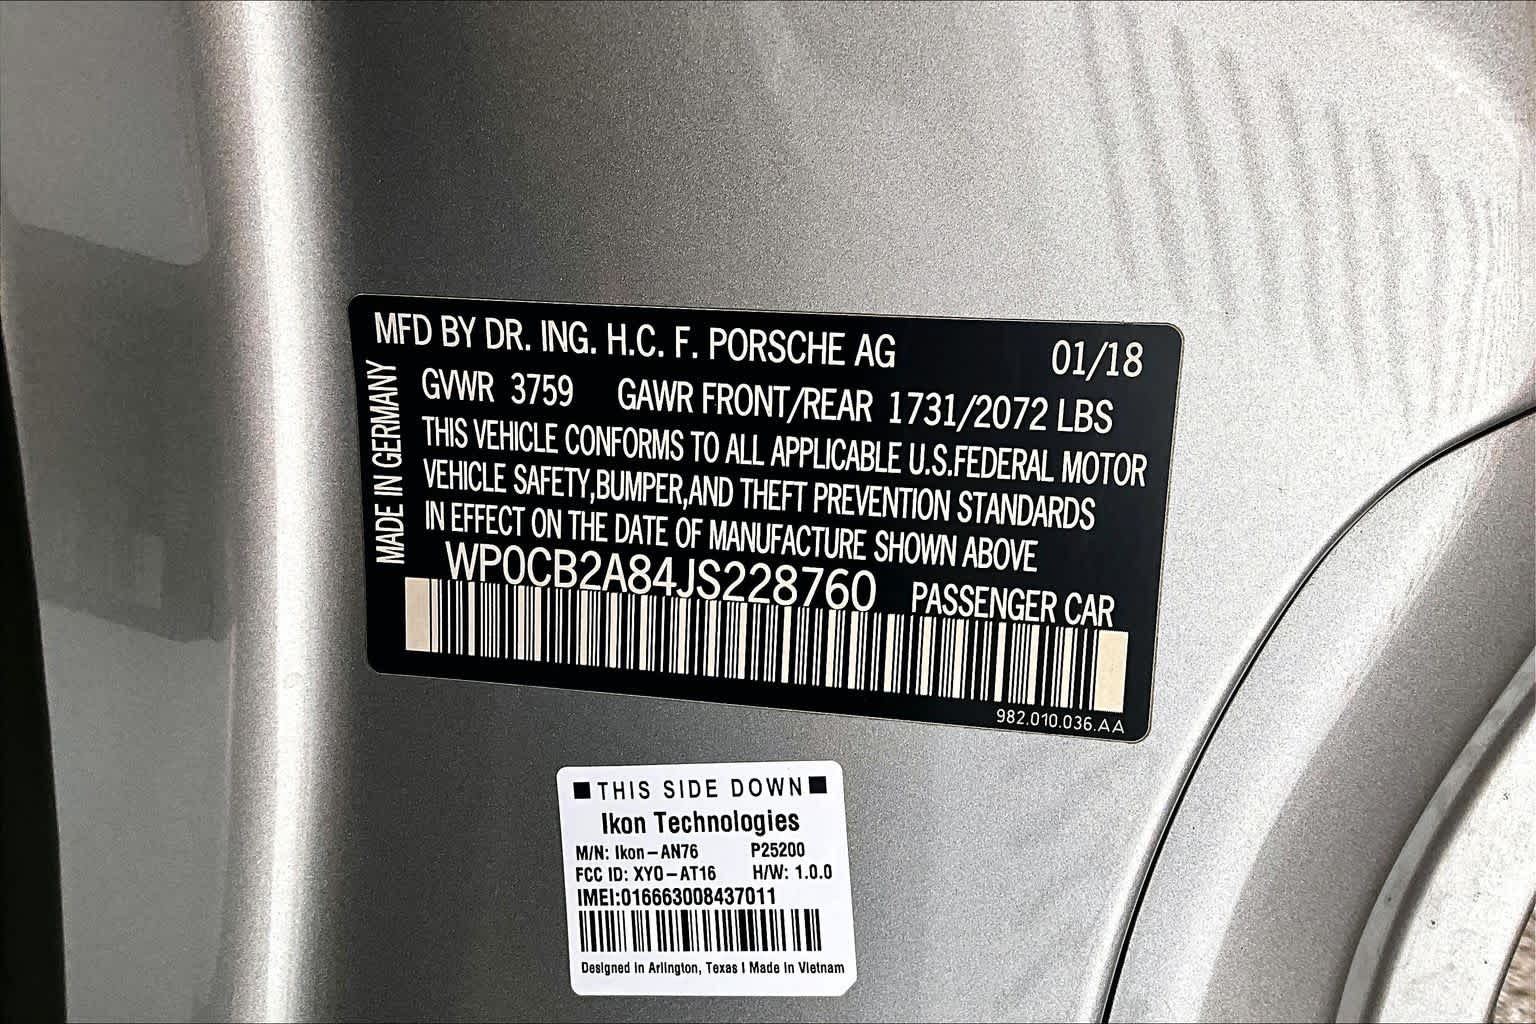 MFD BY DR. ING. H.C. F. PORSCHE AG 01/18
GVWR 3759 GAWR FRONT/REAR 1731/2072 LBS
THIS VEHICLE CONFORMS TO ALL APPLICABLE U.S.FEDERAL MOTOR
VEHICLE SAFETY,BUMPER,AND THEFT PREVENTION STANDARDS
IN EFFECT ON THE DATE OF MANUFACTURE SHOWN ABOVE
WP0CB2A84JS228760 PASSENGER CAR
MADE IN GERMANY
982.010.036.AA
THIS SIDE DOWN
Ikon Technologies
M/N: Ikon-AN76 P25200
FCC ID: XYO-AT16 H/W: 1.0.0
IMEI:016663008437011
Designed in Arlington, Texas | Made in Vietnam